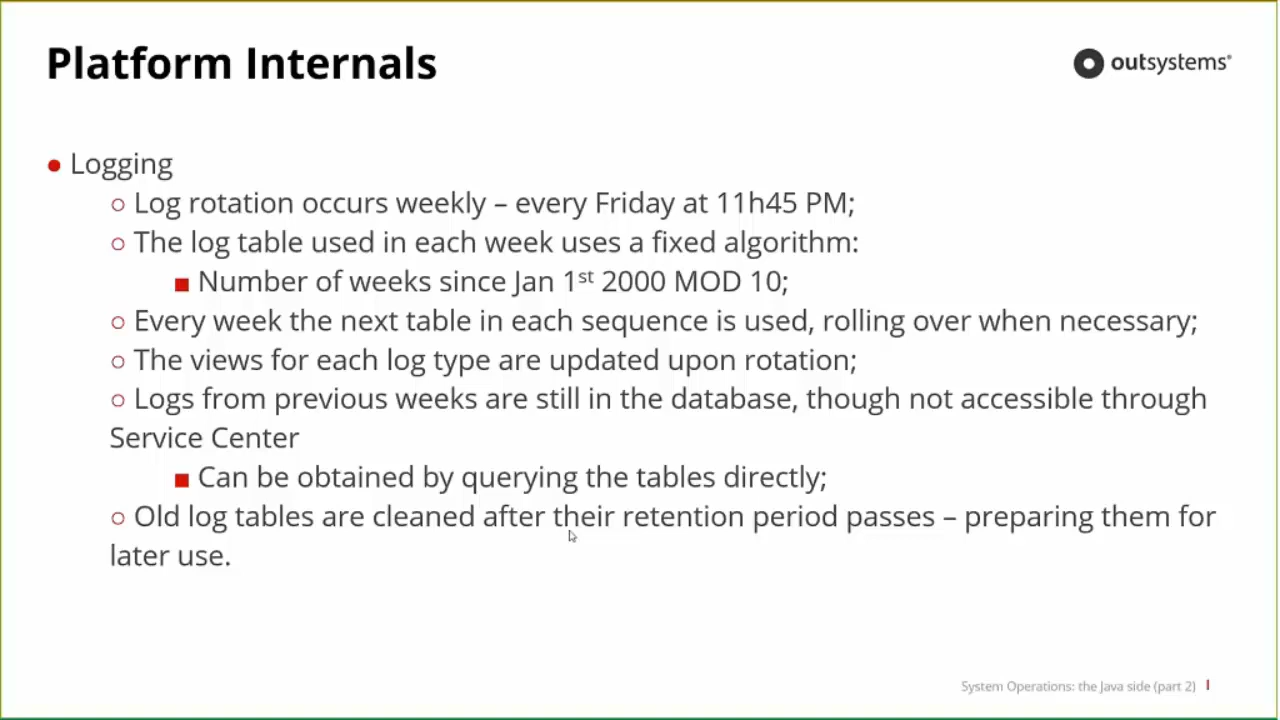 Platform Internals
outsystems®
● Logging
○ Log rotation occurs weekly – every Friday at 11h45 PM;
○ The log table used in each week uses a fixed algorithm:
■ Number of weeks since Jan 1st 2000 MOD 10;
○ Every week the next table in each sequence is used, rolling over when necessary;
○ The views for each log type are updated upon rotation;
○ Logs from previous weeks are still in the database, though not accessible through
Service Center
■ Can be obtained by querying the tables directly;
○ Old log tables are cleaned after their retention period passes – preparing them for
later use.
System Operations: the Java side (part 2)